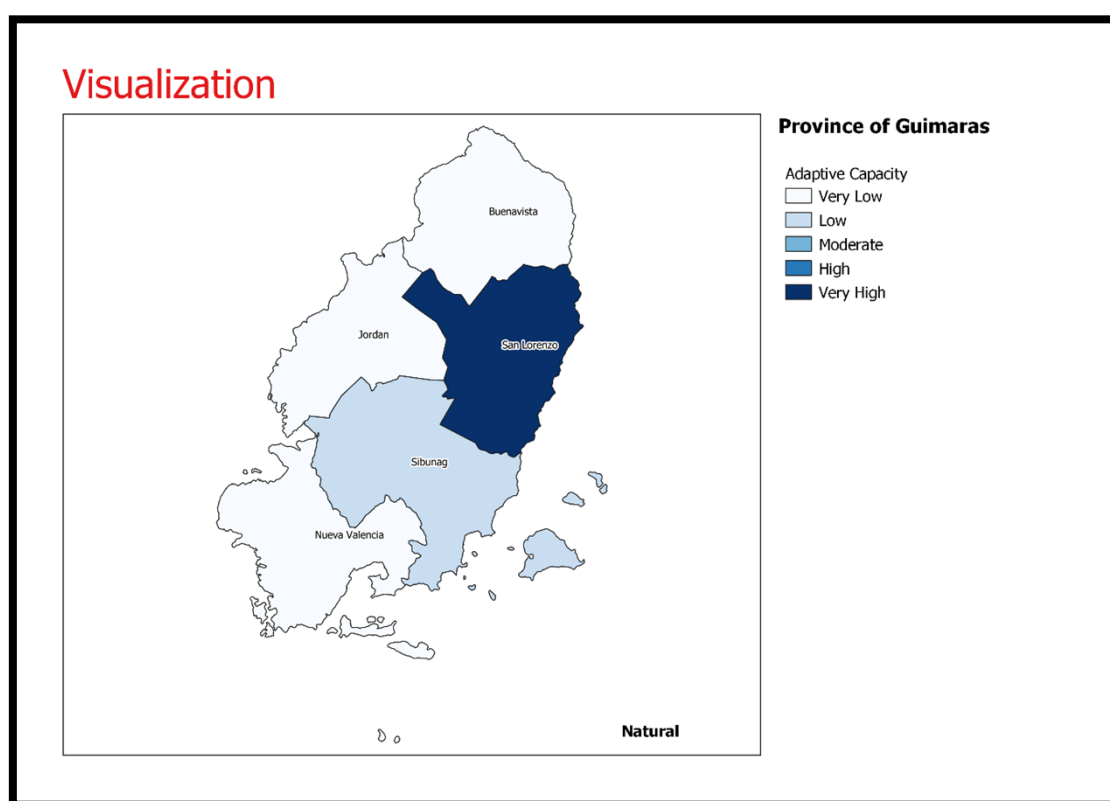 Visualization
Province of Guimaras
Adaptive Capacity
Very Low
Low
Moderate
High
Very High
Buenavista
Jordan
San Lorenzo
Sibunag
Nueva Valencia
Natural